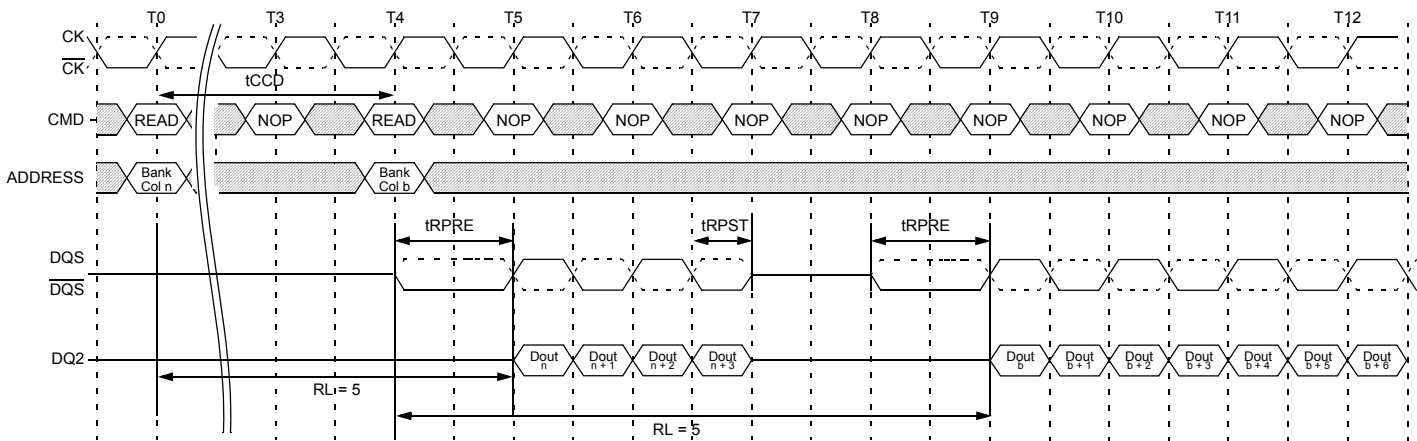 T0 T3 T4 T5 T6 T7 T8 T9 T10 T11 T12
CK
CK
tCCD
CMD READ NOP READ NOP NOP NOP NOP NOP NOP NOP NOP
ADDRESS Bank Col n Bank Col b
tRPRE tRPST tRPRE
DQS
DQS
DQ2 Dout n Dout n + 1 Dout n + 2 Dout n + 3 Dout b Dout b + 1 Dout b + 2 Dout b + 3 Dout b + 4 Dout b + 5 Dout b + 6
RL = 5
RL = 5